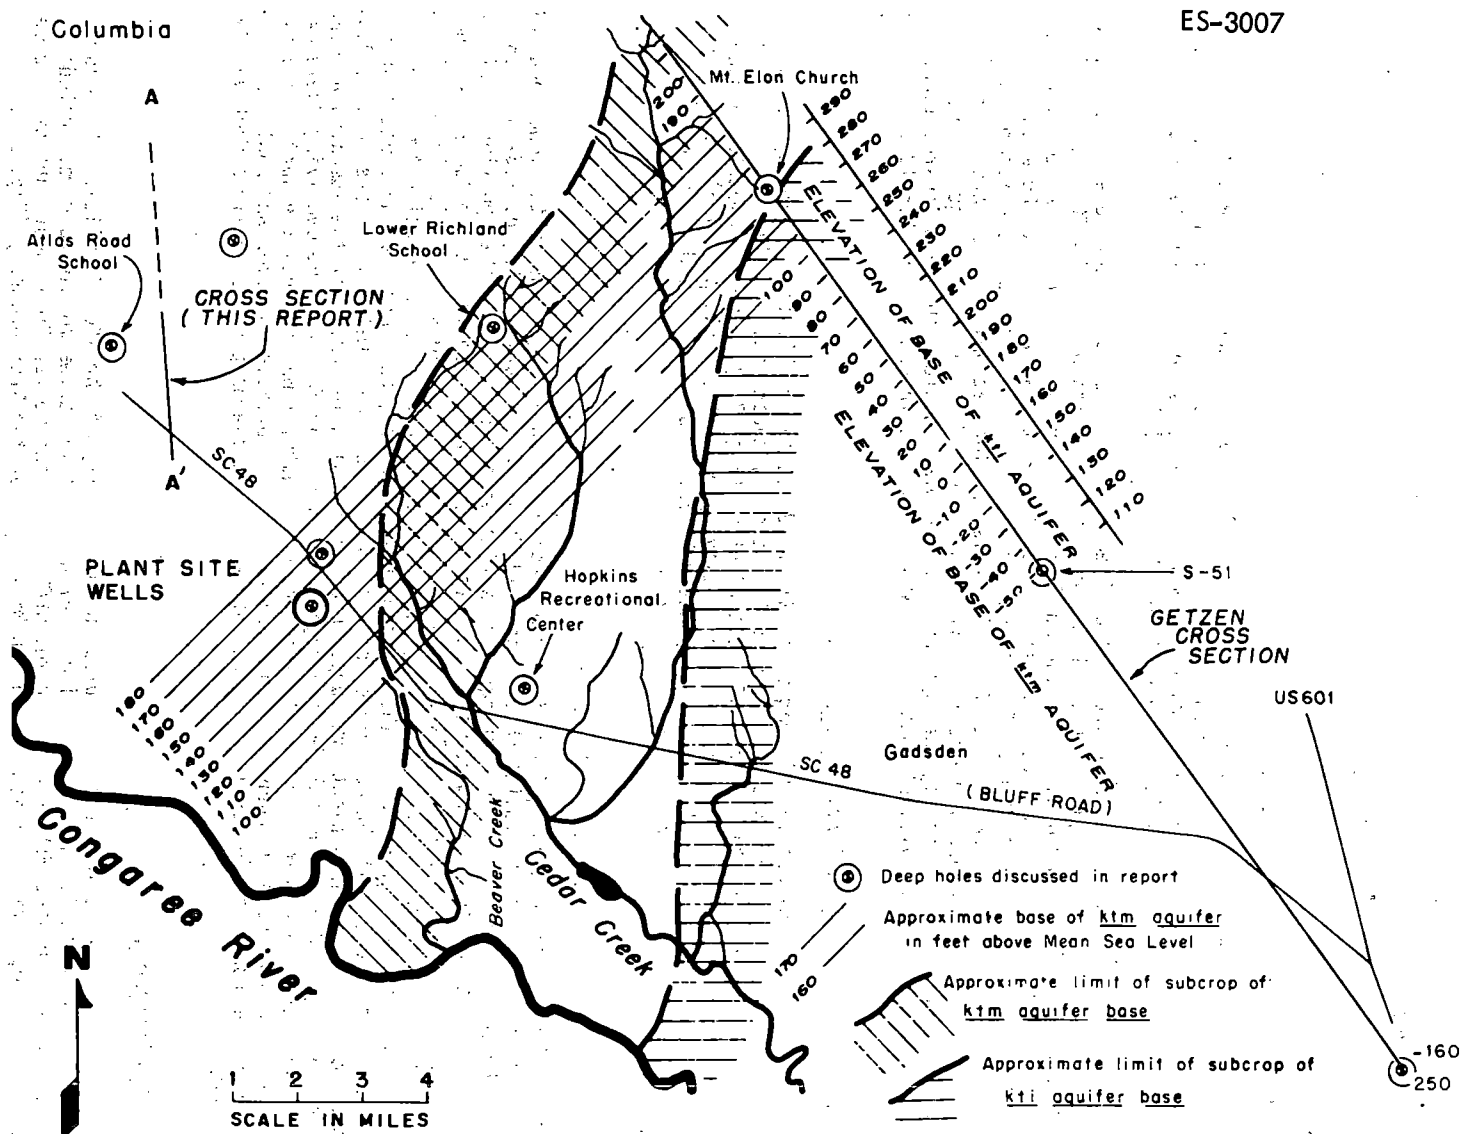 ES-3007
Columbia
A
Mt. Elon Church
200
190
290
280
270
260
250
240
230
220
210
200
190
180
170
160
150
140
130
120
110
ELEVATION OF BASE OF ktl AQUIFER
Lower Richland
School
Atlas Road
School
CROSS SECTION
( THIS REPORT )
100
90
80
70
60
50
40
30
20
10
0
-10
-20
-30
-40
-50
ELEVATION OF BASE OF ktm AQUIFER
SC 48
A'
PLANT SITE
WELLS
Hopkins
Recreational
Center
S-51
GETZEN
CROSS
SECTION
US 601
180
170
160
150
140
130
120
110
100
Gadsden
SC 48
(BLUFF ROAD)
Congaree River
Beaver Creek
Cedar Creek
Deep holes discussed in report
Approximate base of ktm aquifer
in feet above Mean Sea Level
170
160
Approximate limit of subcrop of
ktm aquifer base
Approximate limit of subcrop of
ktl aquifer base
-160
250
N
1 2 3 4
SCALE IN MILES